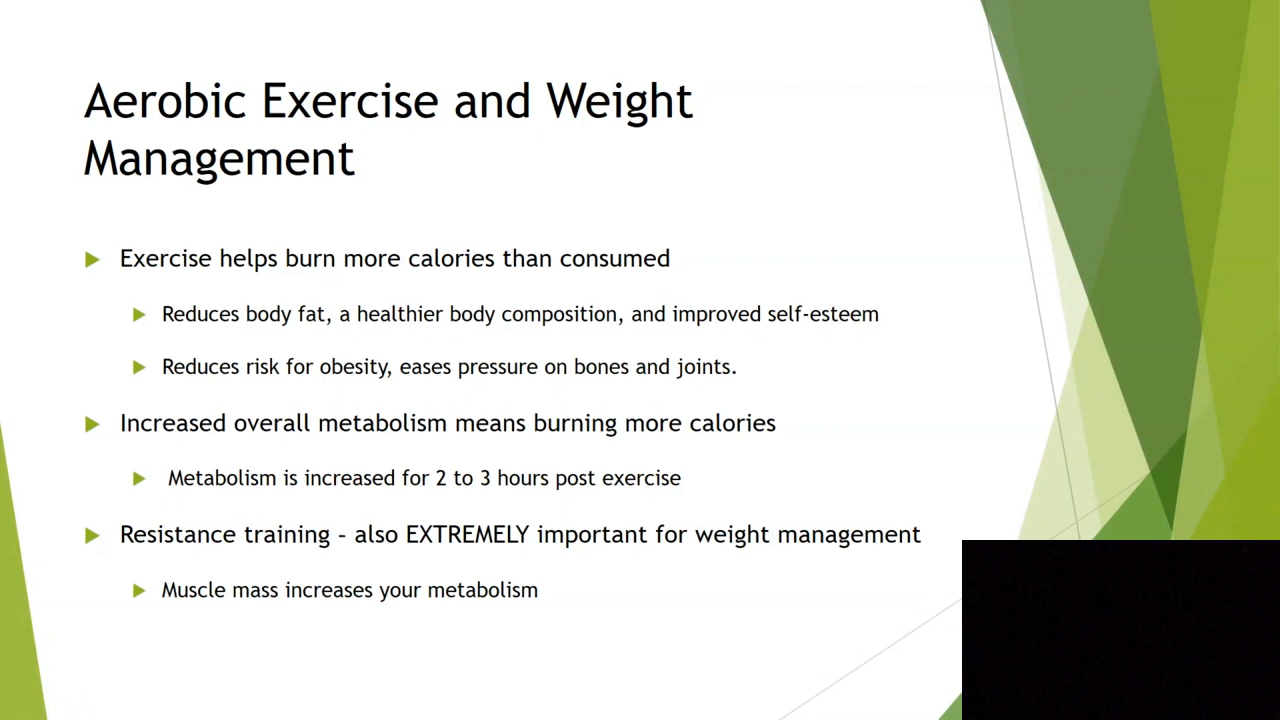 Aerobic Exercise and Weight
Management
Exercise helps burn more calories than consumed
Reduces body fat, a healthier body composition, and improved self-esteem
Reduces risk for obesity, eases pressure on bones and joints.
Increased overall metabolism means burning more calories
Metabolism is increased for 2 to 3 hours post exercise
Resistance training – also EXTREMELY important for weight management
Muscle mass increases your metabolism